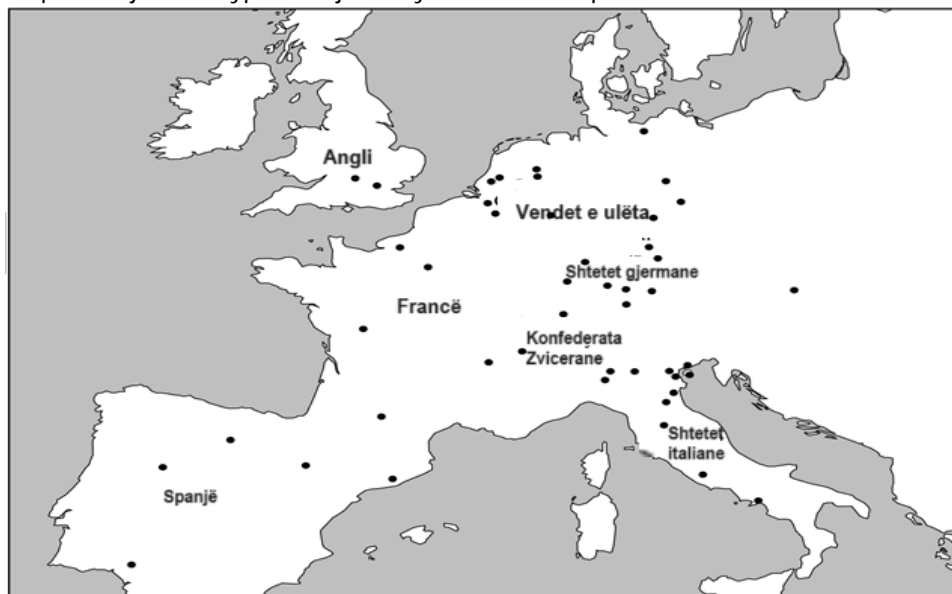 Angli
Vendet e ulëta
Shtetet gjermane
Francë
Konfederata
Zvicerane
Shtetet
italiane
Spanjë